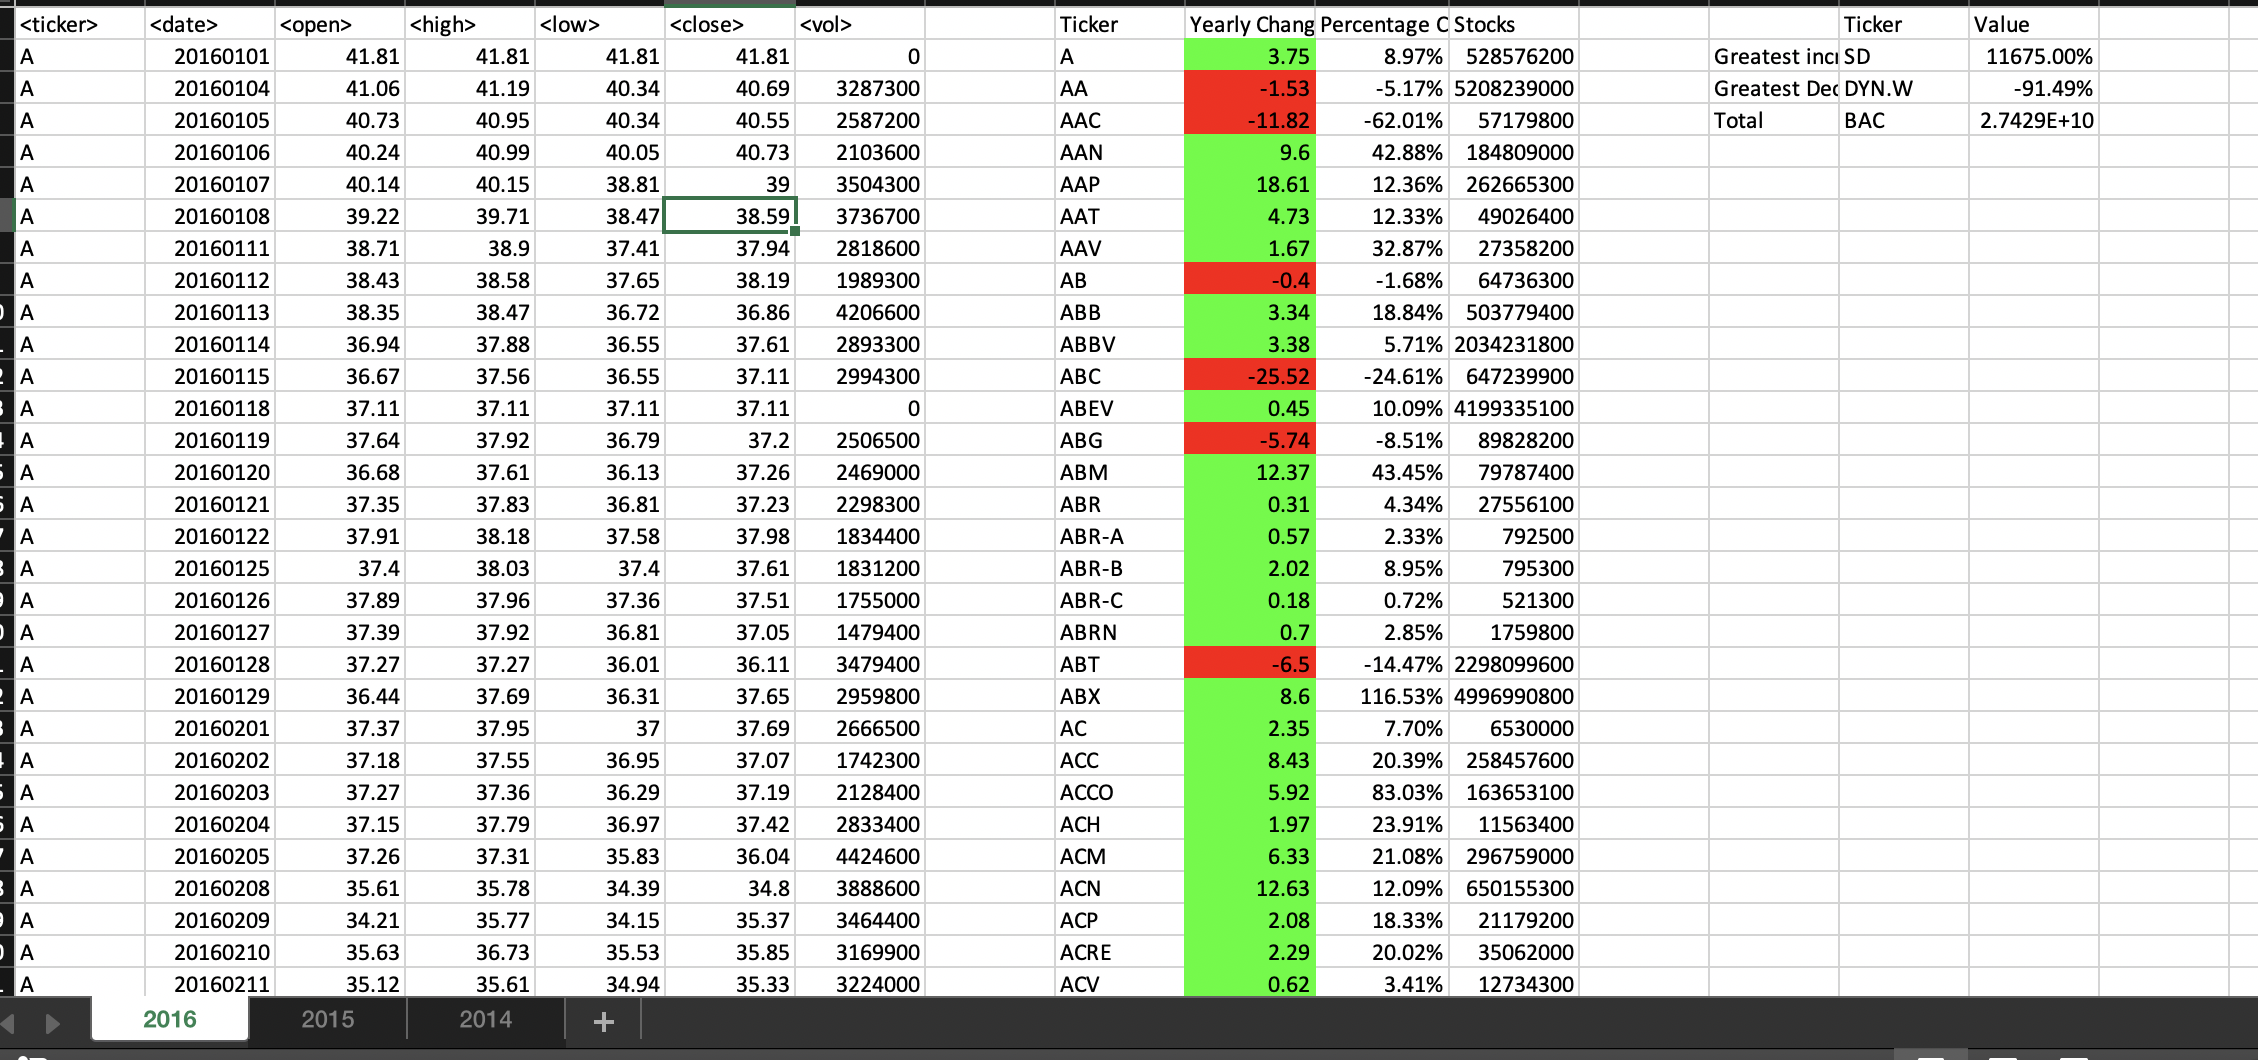 <ticker> <date> <open> <high> <low> <close> <vol> Ticker Yearly Chang Percentage C Stocks Ticker Value
A 20160101 41.81 41.81 41.81 41.81 0 A 3.75 8.97% 528576200 Greatest incr SD 11675.00%
A 20160104 41.06 41.19 40.34 40.69 3287300 AA -1.53 -5.17% 5208239000 Greatest Dec DYN.W -91.49%
A 20160105 40.73 40.95 40.34 40.55 2587200 AAC -11.82 -62.01% 57179800 Total BAC 2.7429E+10
A 20160106 40.24 40.99 40.05 40.73 2103600 AAN 9.6 42.88% 184809000
A 20160107 40.14 40.15 38.81 39 3504300 AAP 18.61 12.36% 262665300
A 20160108 39.22 39.71 38.47 38.59 3736700 AAT 4.73 12.33% 49026400
A 20160111 38.71 38.9 37.41 37.94 2818600 AAV 1.67 32.87% 27358200
A 20160112 38.43 38.58 37.65 38.19 1989300 AB -0.4 -1.68% 64736300
A 20160113 38.35 38.47 36.72 36.86 4206600 ABB 3.34 18.84% 503779400
A 20160114 36.94 37.88 36.55 37.61 2893300 ABBV 3.38 5.71% 2034231800
A 20160115 36.67 37.56 36.55 37.11 2994300 ABC -25.52 -24.61% 647239900
A 20160118 37.11 37.11 37.11 37.11 0 ABEV 0.45 10.09% 4199335100
A 20160119 37.64 37.92 36.79 37.2 2506500 ABG -5.74 -8.51% 89828200
A 20160120 36.68 37.61 36.13 37.26 2469000 ABM 12.37 43.45% 79787400
A 20160121 37.35 37.83 36.81 37.23 2298300 ABR 0.31 4.34% 27556100
A 20160122 37.91 38.18 37.58 37.98 1834400 ABR-A 0.57 2.33% 792500
A 20160125 37.4 38.03 37.4 37.61 1831200 ABR-B 2.02 8.95% 795300
A 20160126 37.89 37.96 37.36 37.51 1755000 ABR-C 0.18 0.72% 521300
A 20160127 37.39 37.92 36.81 37.05 1479400 ABRN 0.7 2.85% 1759800
A 20160128 37.27 37.27 36.01 36.11 3479400 ABT -6.5 -14.47% 2298099600
A 20160129 36.44 37.69 36.31 37.65 2959800 ABX 8.6 116.53% 4996990800
A 20160201 37.37 37.95 37 37.69 2666500 AC 2.35 7.70% 6530000
A 20160202 37.18 37.55 36.95 37.07 1742300 ACC 8.43 20.39% 258457600
A 20160203 37.27 37.36 36.29 37.19 2128400 ACCO 5.92 83.03% 163653100
A 20160204 37.15 37.79 36.97 37.42 2833400 ACH 1.97 23.91% 11563400
A 20160205 37.26 37.31 35.83 36.04 4424600 ACM 6.33 21.08% 296759000
A 20160208 35.61 35.78 34.39 34.8 3888600 ACN 12.63 12.09% 650155300
A 20160209 34.21 35.77 34.15 35.37 3464400 ACP 2.08 18.33% 21179200
A 20160210 35.63 36.73 35.53 35.85 3169900 ACRE 2.29 20.02% 35062000
A 20160211 35.12 35.61 34.94 35.33 3224000 ACV 0.62 3.41% 12734300
2016 2015 2014 +